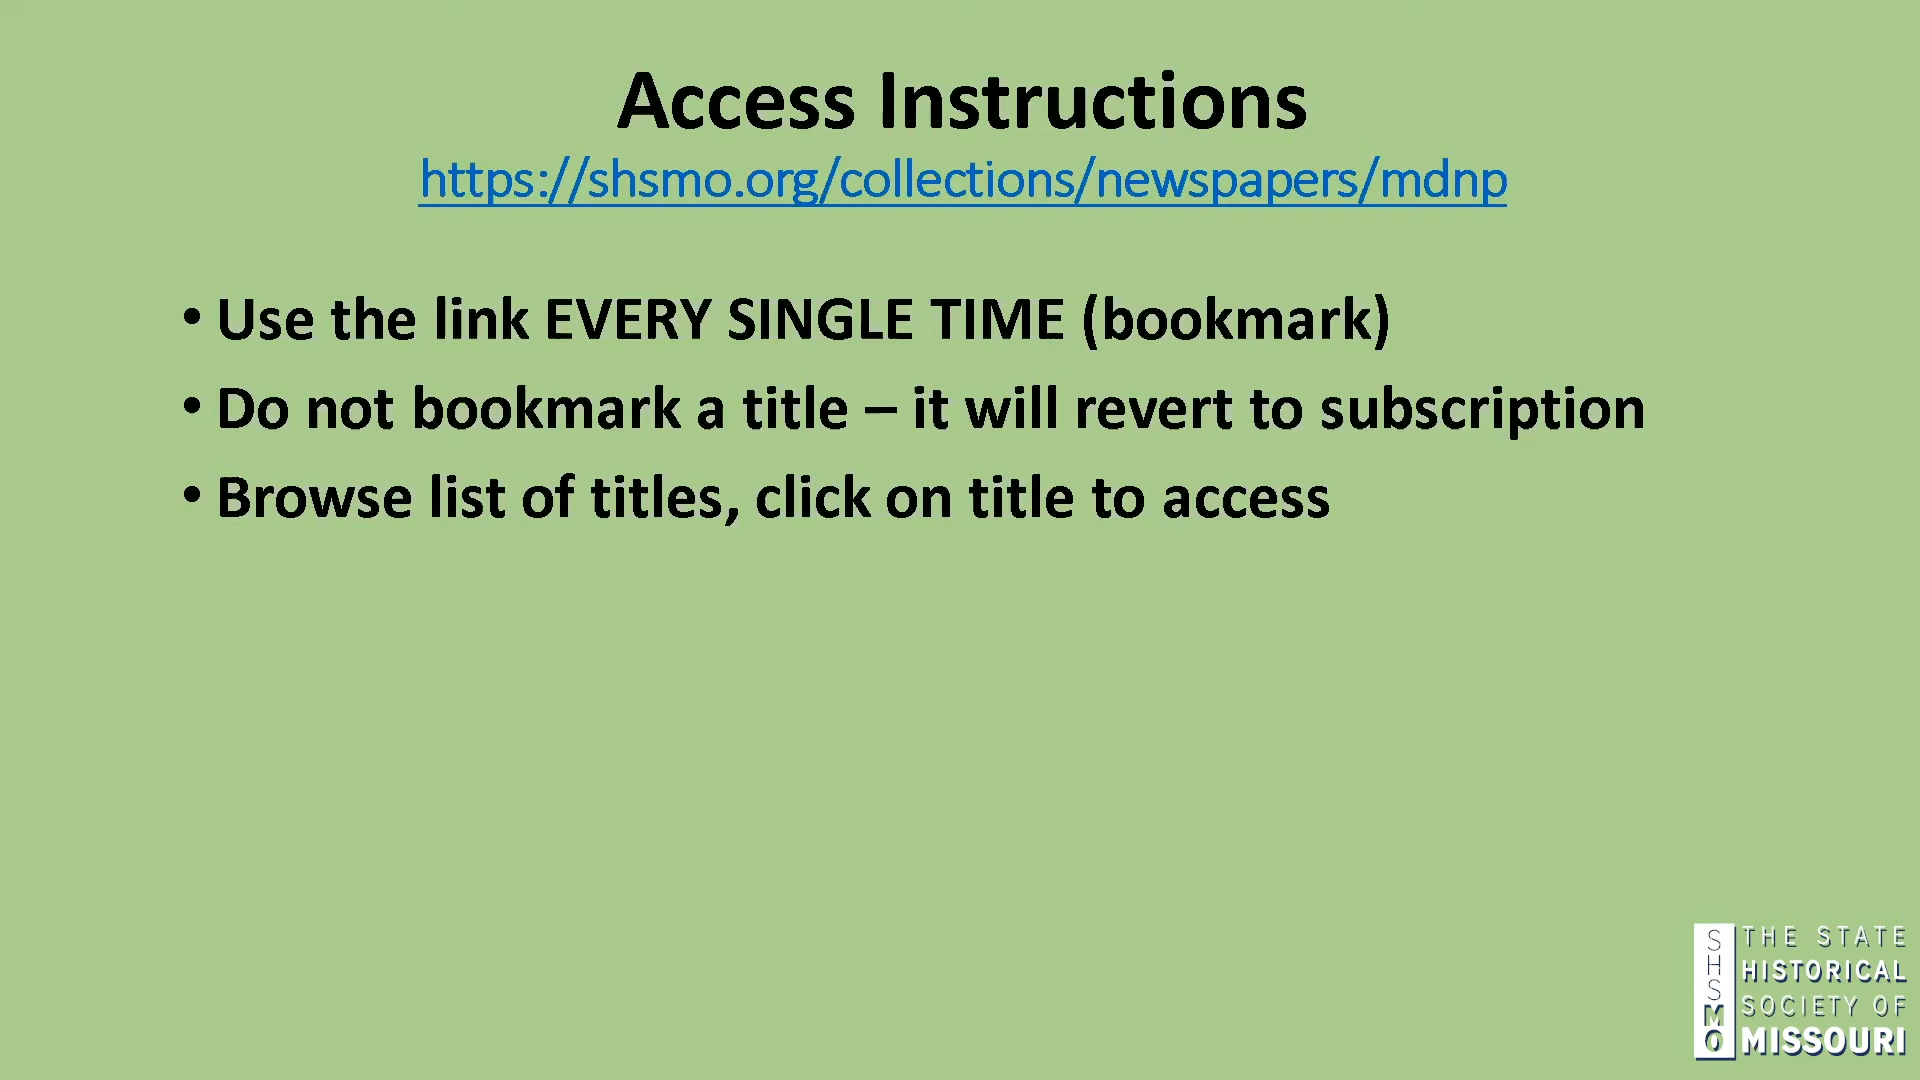 Access Instructions
https://shsmo.org/collections/newspapers/mdnp
• Use the link EVERY SINGLE TIME (bookmark)
• Do not bookmark a title – it will revert to subscription
• Browse list of titles, click on title to access
SHSMO
THE STATE
HISTORICAL
SOCIETY OF
MISSOURI